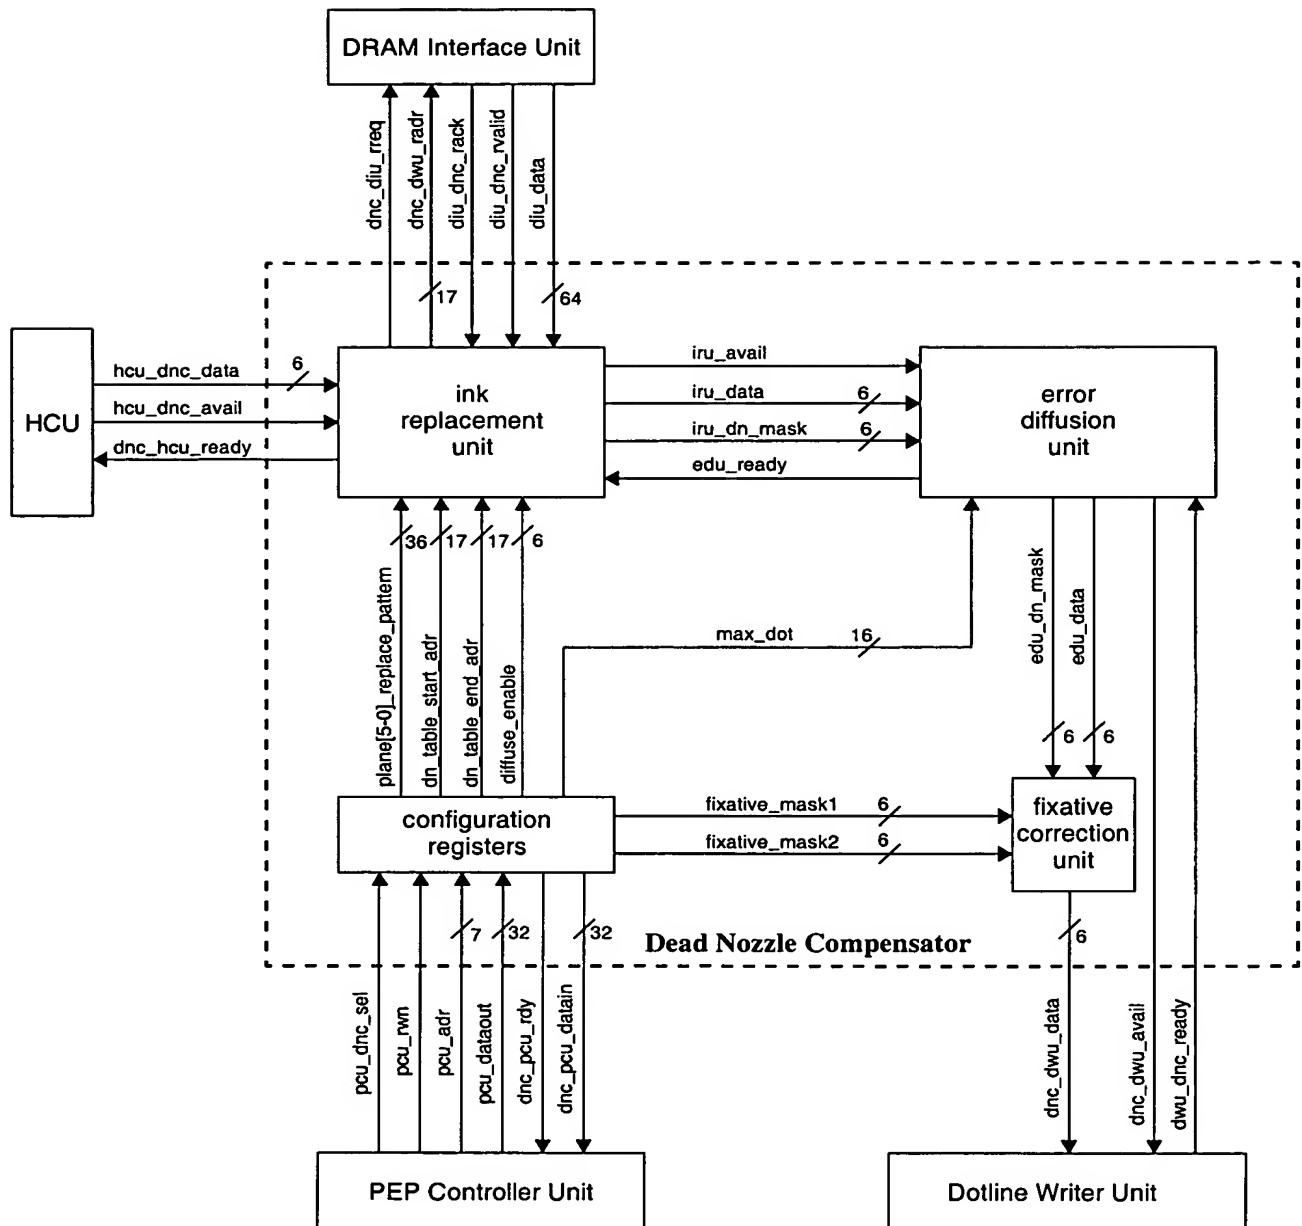 DRAM Interface Unit
dnc_diu_rreq
dnc_dwu_radr
diu_dnc_rack
diu_dnc_rvalid
diu_data
17
64
HCU
hcu_dnc_data
6
hcu_dnc_avail
dnc_hcu_ready
ink
replacement
unit
iru_avail
iru_data
6
iru_dn_mask
6
edu_ready
error
diffusion
unit
36
17
17
6
plane[5-0]_replace_pattern
dn_table_start_adr
dn_table_end_adr
diffuse_enable
max_dot
16
edu_dn_mask
edu_data
6
6
configuration
registers
fixative_mask1
6
fixative_mask2
6
fixative
correction
unit
7
32
32
Dead Nozzle Compensator
6
pcu_dnc_sel
pcu_rwn
pcu_adr
pcu_dataout
dnc_pcu_rdy
dnc_pcu_datain
dnc_dwu_data
dnc_dwu_avail
dwu_dnc_ready
PEP Controller Unit
Dotline Writer Unit